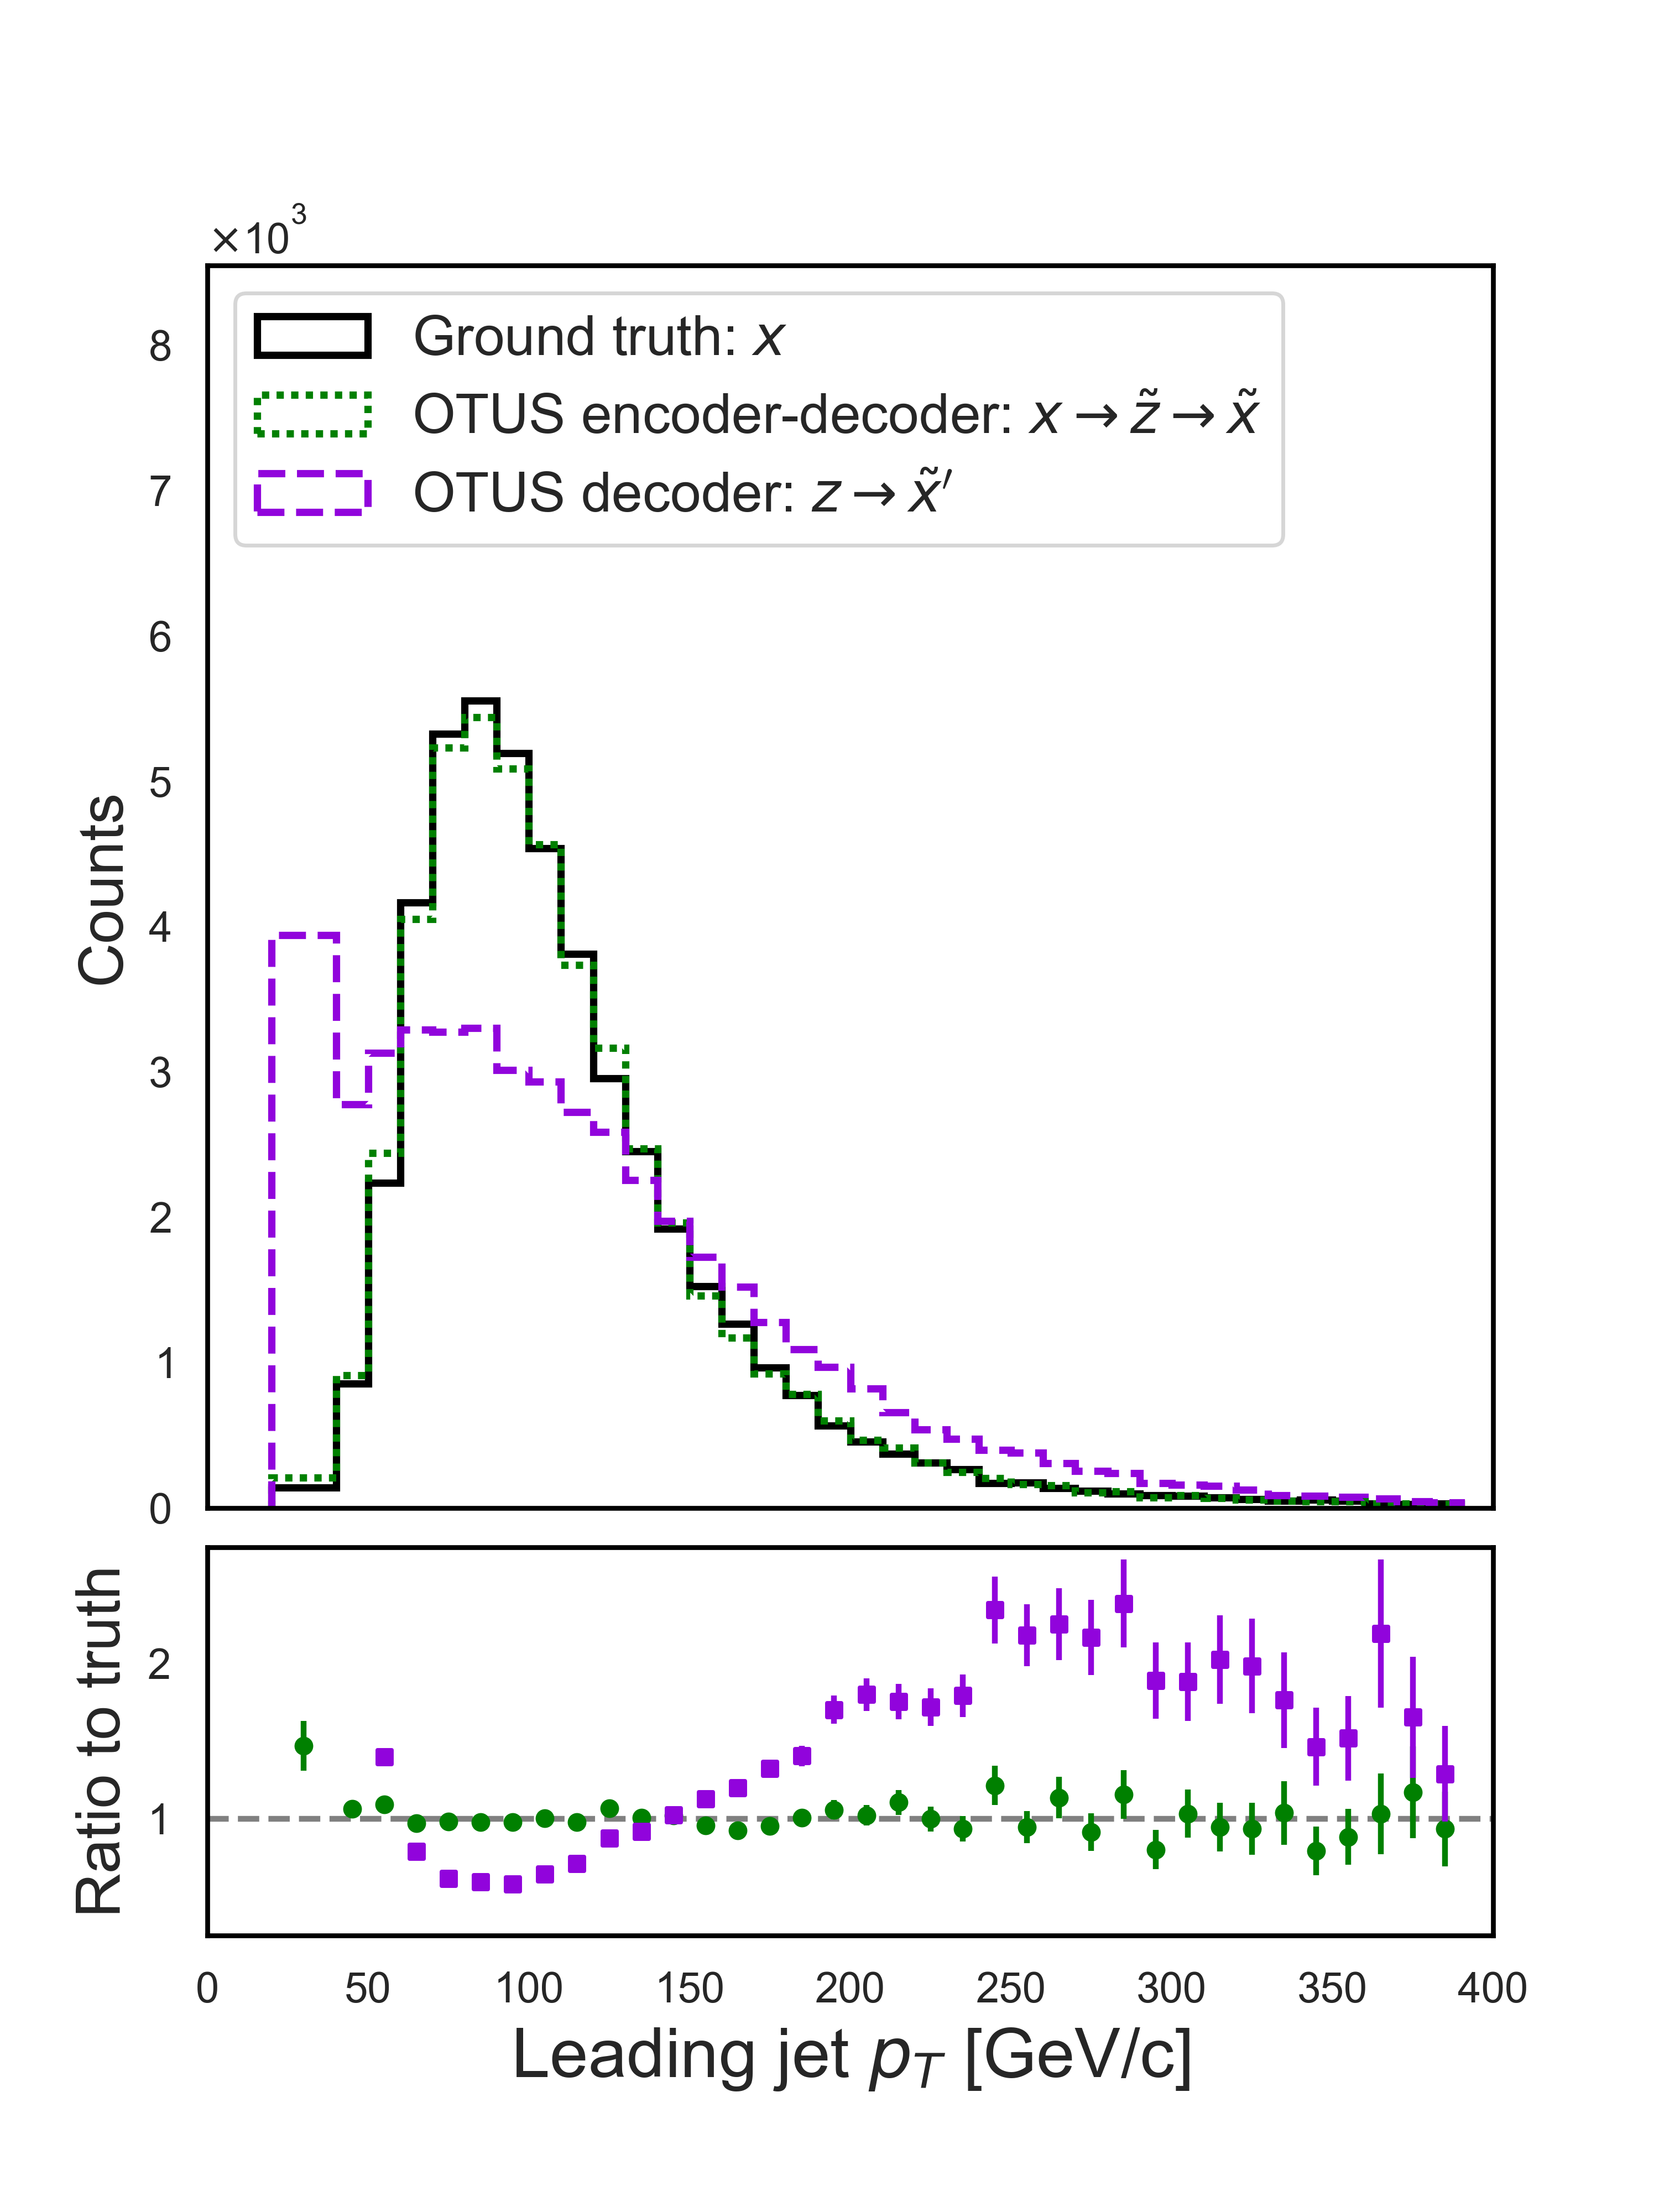 ×10³
8
7
6
5
4
3
2
1
0
Counts
Ground truth: x
OTUS encoder-decoder: x → z̃ → x̃
OTUS decoder: z → x̃′
Ratio to truth
2
1
0 50 100 150 200 250 300 350 400
Leading jet p_T [GeV/c]